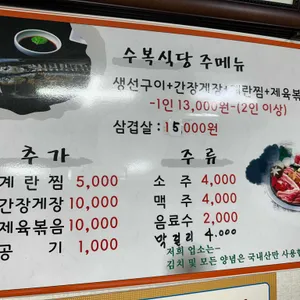 수복식당 주메뉴
생선구이+간장게장+계란찜+제육볶
-1인 13,000원-(2인 이상)
삼겹살 : 15,000원
추 가
계 란 찜 5,000
간장게장 10,000
제육볶음 10,000
공 기 1,000
주 류
소 주 4,000
맥 주 4,000
음료수 2,000
막걸리 4.000
저희 업소는~
김치 및 모든 양념은 국내산만 사용